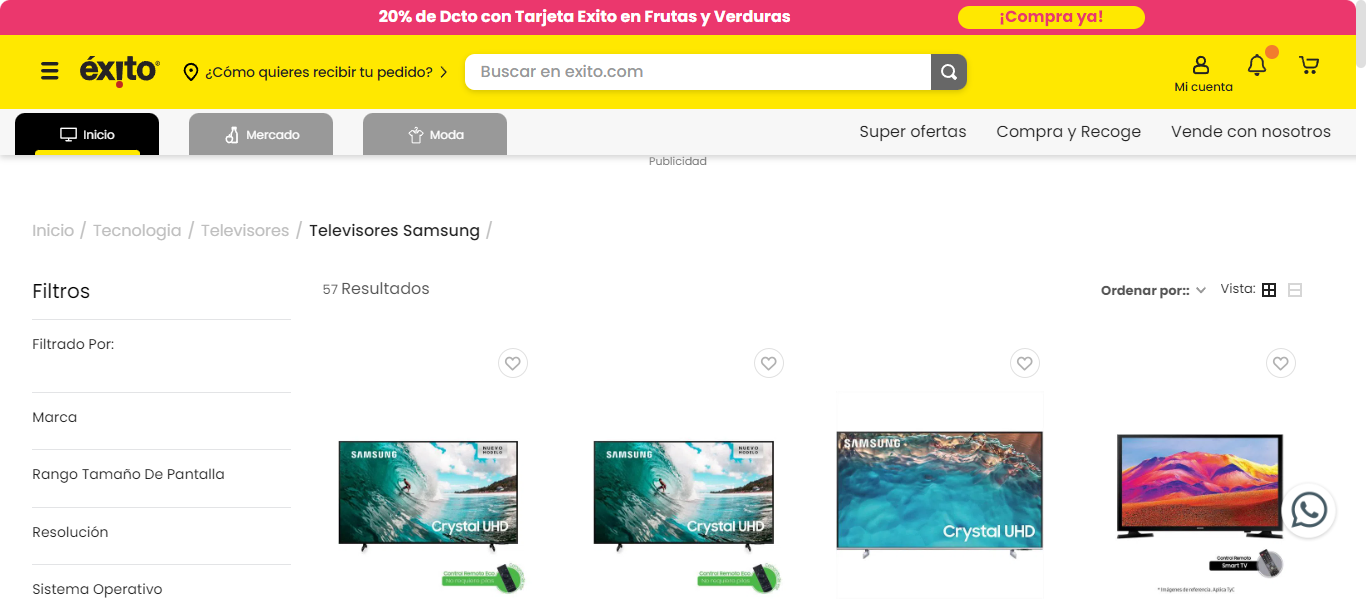 20% de Dcto con Tarjeta Exito en Frutas y Verduras ¡Compra ya!
éxito ¿Cómo quieres recibir tu pedido? Buscar en exito.com Mi cuenta
Inicio Mercado Moda Super ofertas Compra y Recoge Vende con nosotros
Publicidad
Inicio / Tecnologia / Televisores / Televisores Samsung /
Filtros 57 Resultados Ordenar por:: Vista:
Filtrado Por:
Marca
Rango Tamaño De Pantalla
Resolución
Sistema Operativo
SAMSUNG NUEVO MODELO
Crystal UHD
Control Remoto Eco
No requiere pilas
SAMSUNG NUEVO MODELO
Crystal UHD
Control Remoto Eco
No requiere pilas
SAMSUNG
Crystal UHD
Control Remoto
Smart TV
* Imágenes de referencia. Aplica TyC